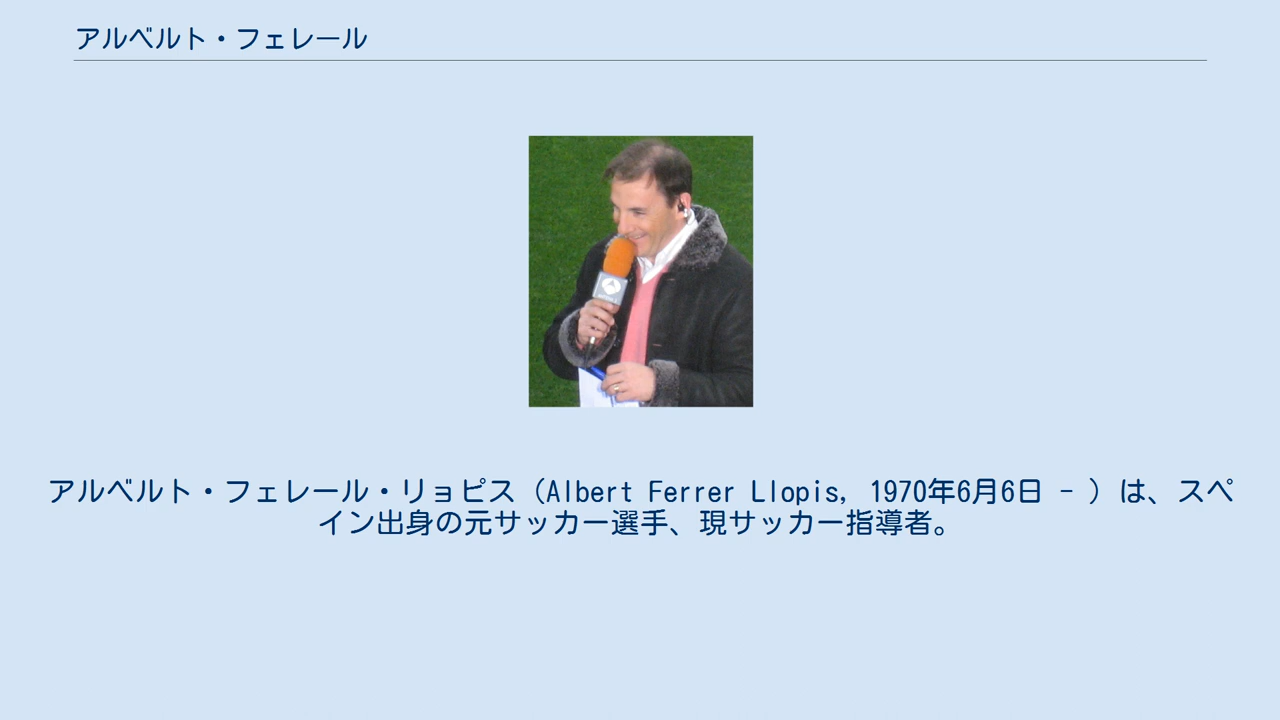 アルベルト・フェレール
アルベルト・フェレール・リョピス（Albert Ferrer Llopis, 1970年6月6日 - ）は、スペ
イン出身の元サッカー選手、現サッカー指導者。